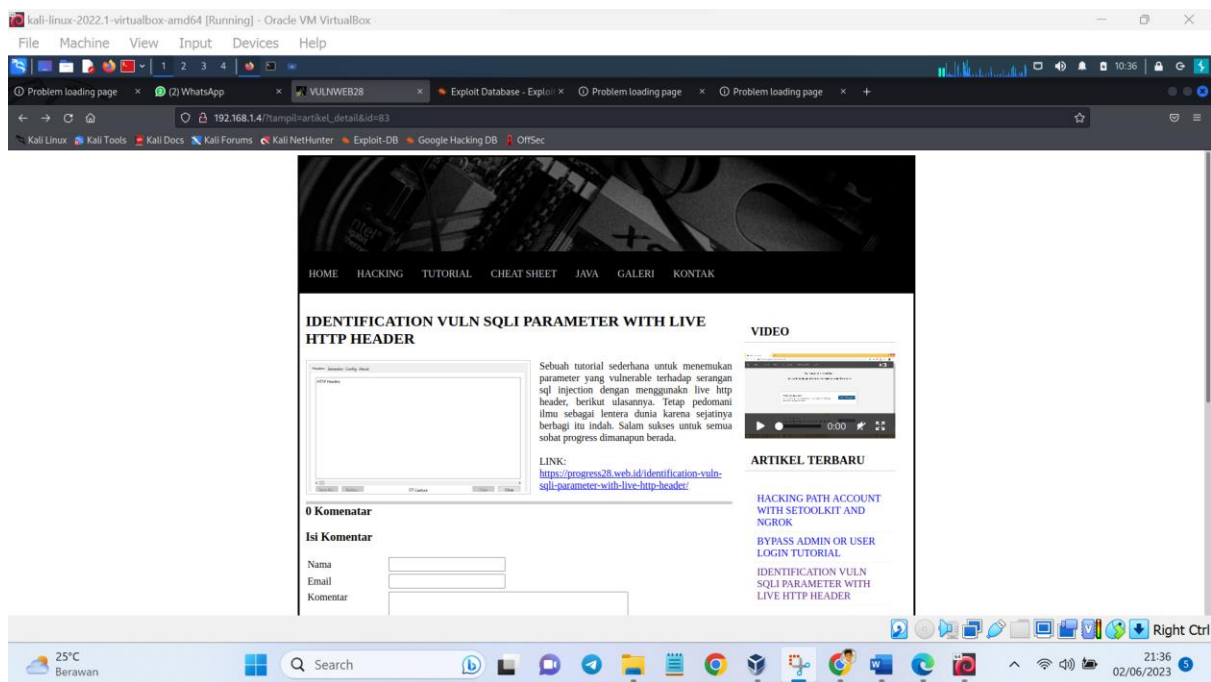 kali-linux-2022.1-virtualbox-amd64 [Running] - Oracle VM VirtualBox
File Machine View Input Devices Help
1 2 3 4
10:36
Problem loading page
(2) WhatsApp
VULNWEB28
Exploit Database - Exploi
Problem loading page
Problem loading page
192.168.1.4/?tampil=artikel_detail&id=83
Kali Linux Kali Tools Kali Docs Kali Forums Kali NetHunter Exploit-DB Google Hacking DB OffSec
HOME HACKING TUTORIAL CHEAT SHEET JAVA GALERI KONTAK
IDENTIFICATION VULN SQLI PARAMETER WITH LIVE
HTTP HEADER
Sebuah tutorial sederhana untuk menemukan
parameter yang vulnerable terhadap serangan
sql injection dengan menggunakn live http
header, berikut ulasannya. Tetap pedomani
ilmu sebagai lentera dunia karena sejatinya
berbagi itu indah. Salam sukses untuk semua
sobat progress dimanapun berada.
LINK:
https://progress28.web.id/identification-vuln-
sqli-parameter-with-live-http-header/
0 Komenatar
Isi Komentar
Nama
Email
Komentar
VIDEO
0:00
ARTIKEL TERBARU
HACKING PATH ACCOUNT
WITH SETOOLKIT AND
NGROK
BYPASS ADMIN OR USER
LOGIN TUTORIAL
IDENTIFICATION VULN
SQLI PARAMETER WITH
LIVE HTTP HEADER
Right Ctrl
25°C
Berawan
Search
21:36
02/06/2023
5